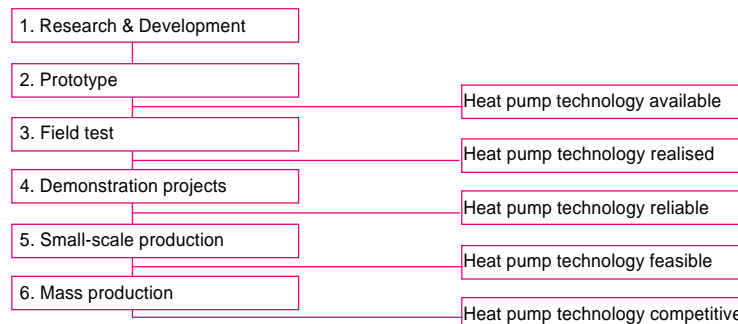 1. Research & Development
2. Prototype
Heat pump technology available
3. Field test
Heat pump technology realised
4. Demonstration projects
Heat pump technology reliable
5. Small-scale production
Heat pump technology feasible
6. Mass production
Heat pump technology competitive